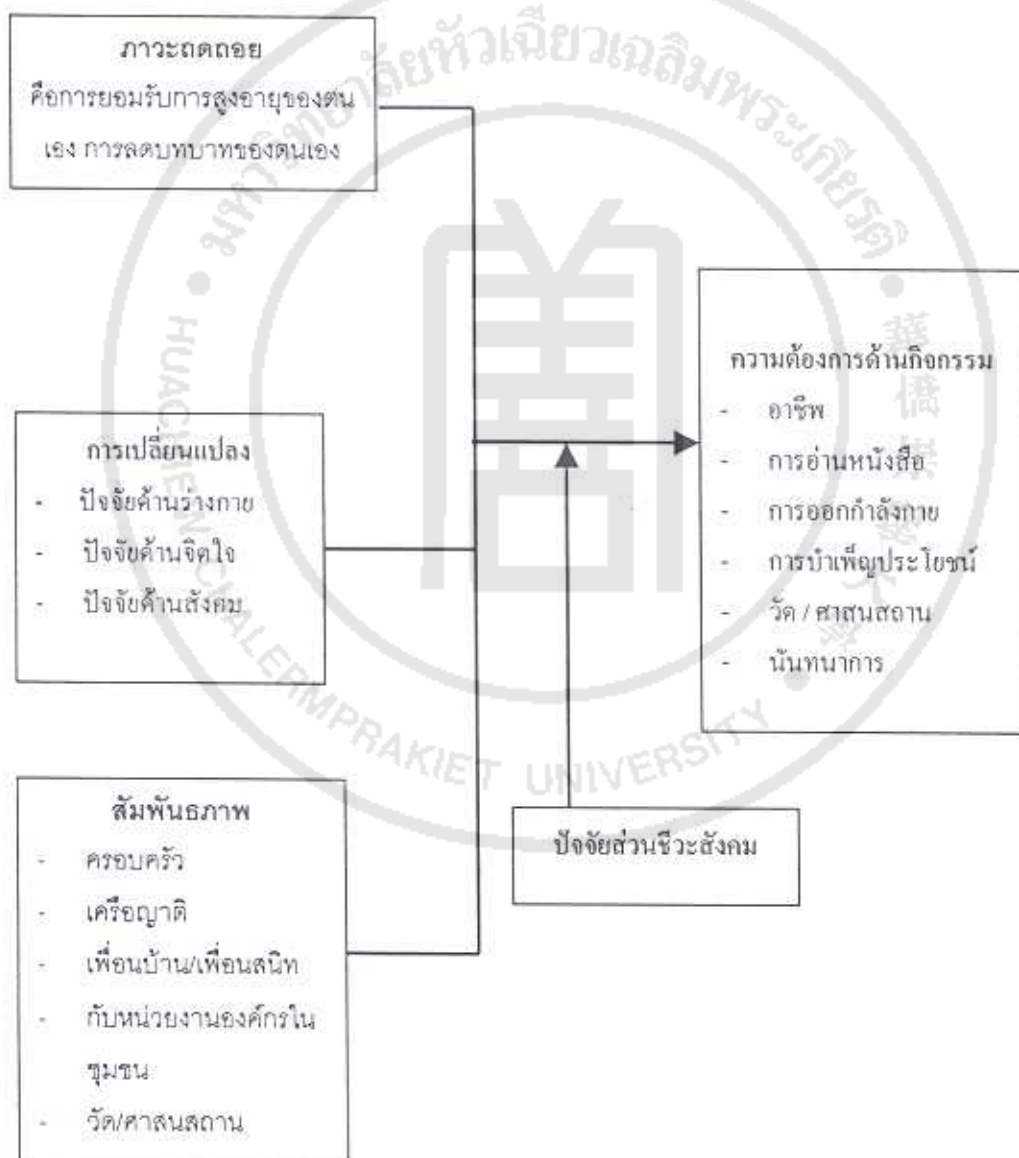 ภาวะถดถอย
คือการยอมรับการสูงอายุของตน
เอง การลดบทบาทของตนเอง
การเปลี่ยนแปลง
- ปัจจัยด้านร่างกาย
- ปัจจัยด้านจิตใจ
- ปัจจัยด้านสังคม
สัมพันธภาพ
- ครอบครัว
- เครือญาติ
- เพื่อนบ้าน/เพื่อนสนิท
- กับหน่วยงานองค์กรใน
ชุมชน
- วัด/ศาสนสถาน
ปัจจัยส่วนชีวะสังคม
ความต้องการด้านกิจกรรม
- อาชีพ
- การอ่านหนังสือ
- การออกกำลังกาย
- การบำเพ็ญประโยชน์
- วัด / ศาสนสถาน
- นันทนาการ
มหาวิทยาลัยหัวเฉียวเฉลิมพระเกียรติ
HUACHIEW CHALERMPRAKIET UNIVERSITY
華僑崇聖大學